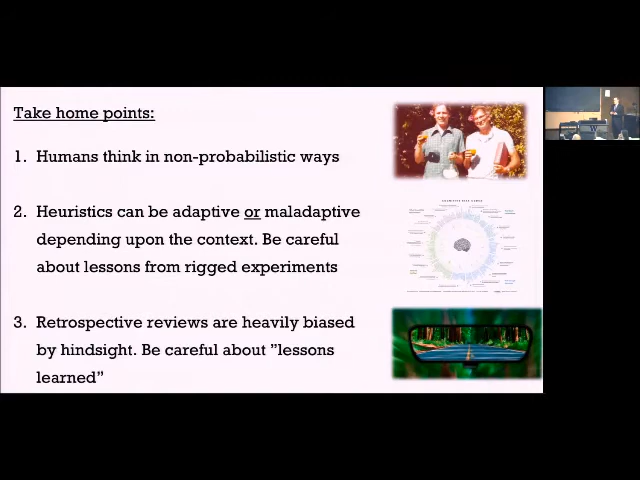 Take home points:
1. Humans think in non-probabilistic ways
2. Heuristics can be adaptive or maladaptive
depending upon the context. Be careful
about lessons from rigged experiments
3. Retrospective reviews are heavily biased
by hindsight. Be careful about ”lessons
learned”